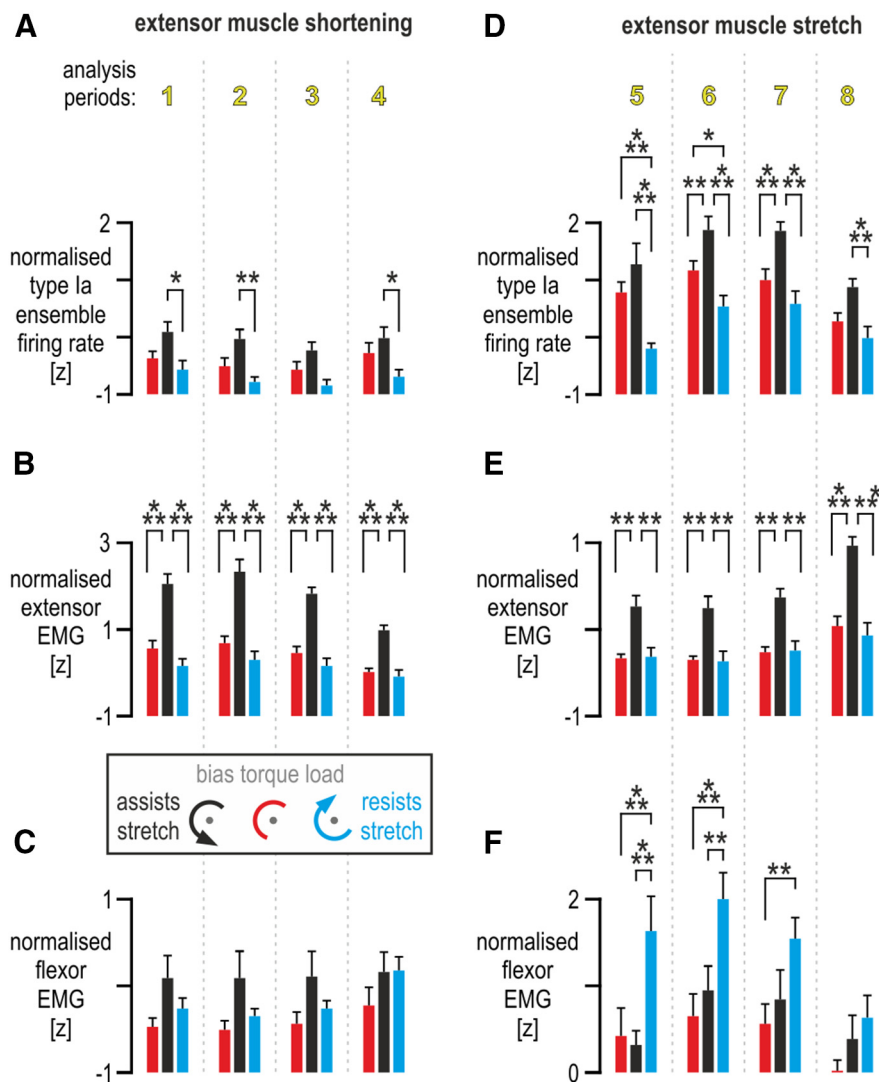 A
extensor muscle shortening
analysis
periods:
1
2
3
4
2
normalised
type Ia
ensemble
firing rate
[z]
-1
*
**
*
B
3
normalised
extensor
1
EMG
[z]
-1
*
**
*
**
*
**
*
**
*
**
*
**
*
**
*
**
bias torque load
assists
stretch
resists
stretch
C
1
normalised
flexor
EMG
[z]
-1
D
extensor muscle stretch
5
6
7
8
2
normalised
type Ia
ensemble
firing rate
[z]
-1
*
**
*
**
*
**
*
**
*
**
*
**
*
**
E
1
normalised
extensor
EMG
[z]
-1
** **
** **
** **
*
**
*
**
F
2
normalised
flexor
EMG
[z]
0
*
**
*
**
*
**
**
**